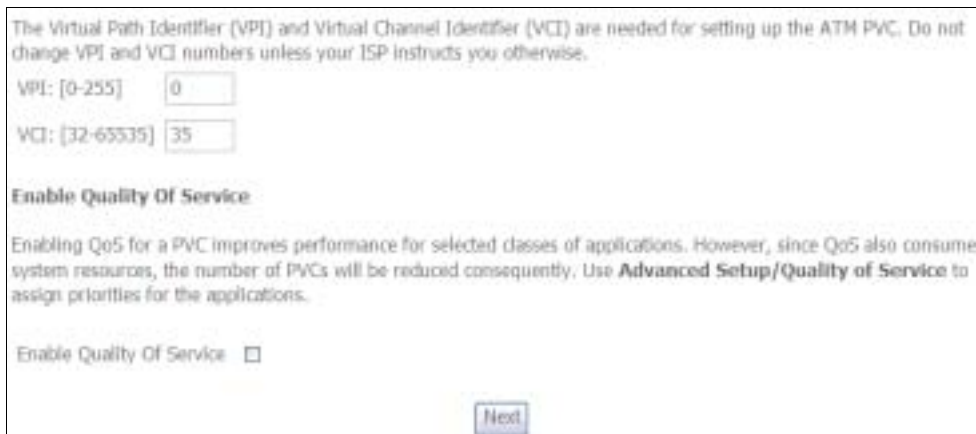 The Virtual Path Identifier (VPI) and Virtual Channel Identifier (VCI) are needed for setting up the ATM PVC. Do not
change VPI and VCI numbers unless your ISP instructs you otherwise.
VPI: [0-255] 0
VCI: [32-65535] 35
Enable Quality Of Service
Enabling QoS for a PVC improves performance for selected classes of applications. However, since QoS also consume
system resources, the number of PVCs will be reduced consequently. Use Advanced Setup/Quality of Service to
assign priorities for the applications.
Enable Quality Of Service
Next